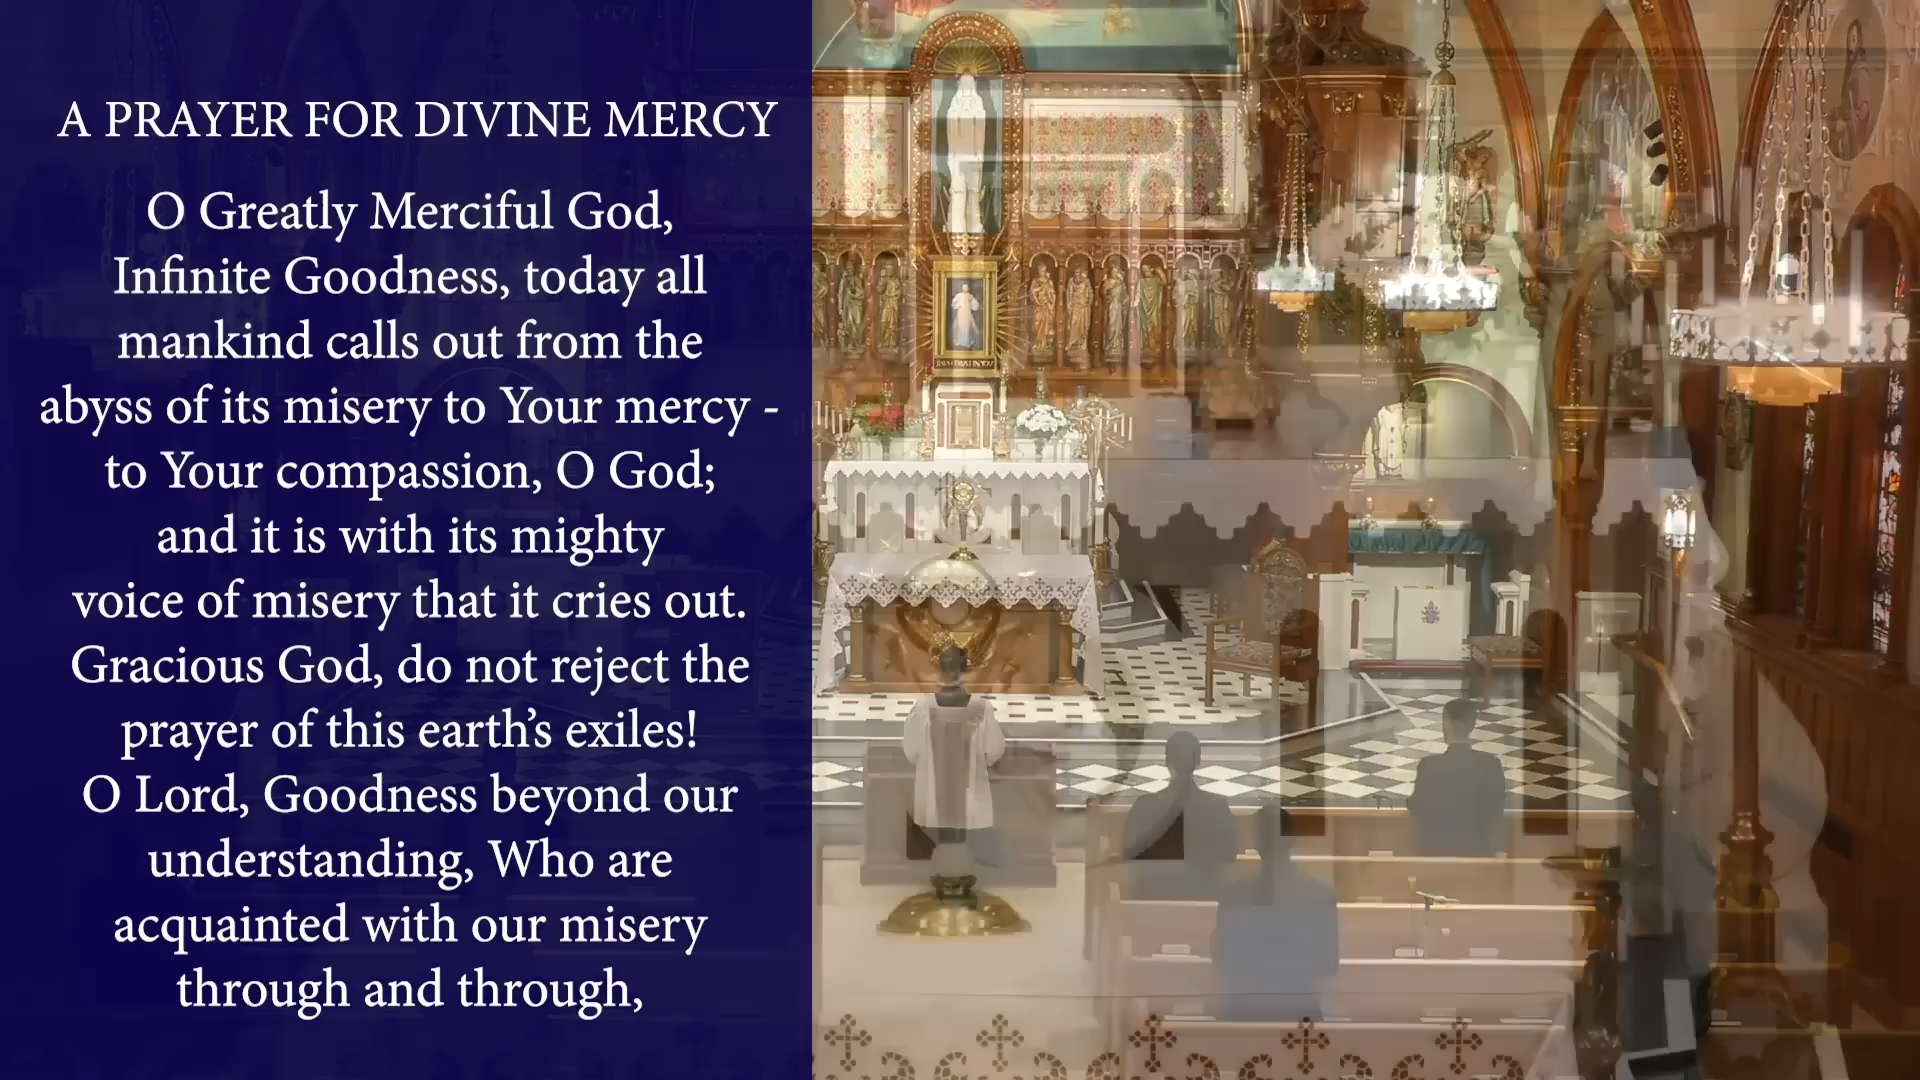 A PRAYER FOR DIVINE MERCY
O Greatly Merciful God,
Infinite Goodness, today all
mankind calls out from the
abyss of its misery to Your mercy -
to Your compassion, O God;
and it is with its mighty
voice of misery that it cries out.
Gracious God, do not reject the
prayer of this earth’s exiles!
O Lord, Goodness beyond our
understanding, Who are
acquainted with our misery
through and through,